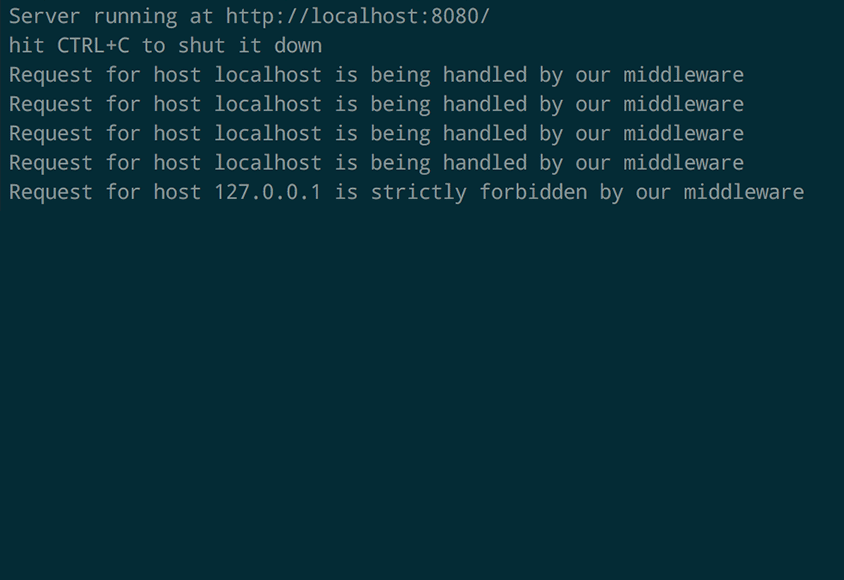 Server running at http://localhost:8080/
hit CTRL+C to shut it down
Request for host localhost is being handled by our middleware
Request for host localhost is being handled by our middleware
Request for host localhost is being handled by our middleware
Request for host localhost is being handled by our middleware
Request for host 127.0.0.1 is strictly forbidden by our middleware